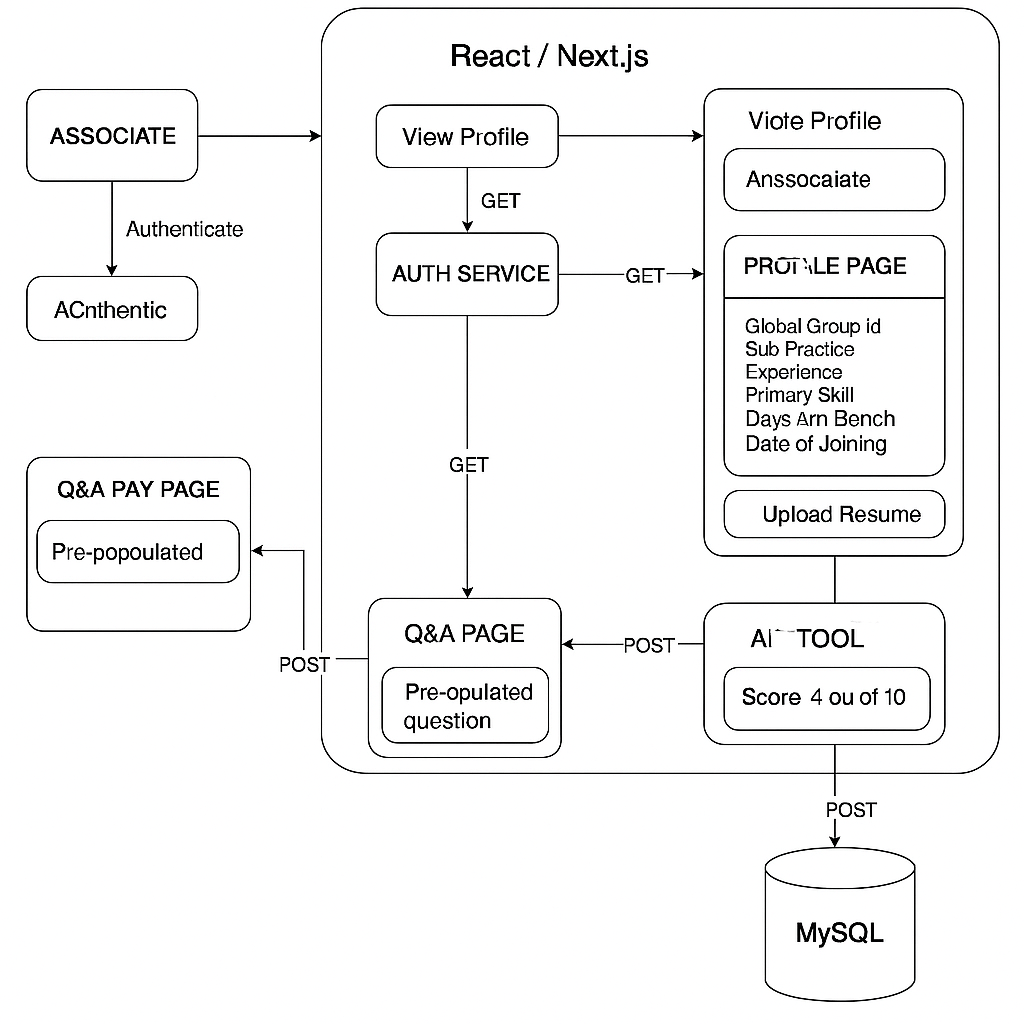 React / Next.js
ASSOCIATE
Authenticate
ACnthentic
View Profile
GET
AUTH SERVICE
GET
Viote Profile
Anssocaiate
PAGE
Global Group id
Sub Practice
Experience
Primary Skill
Days Arn Bench
Date of Joining
Upload Resume
GET
Q&A PAY PAGE
Pre-popoulated
POST
Q&A PAGE
Pre-opulated
question
POST
TOOL
Score 4 ou of 10
POST
MySQL